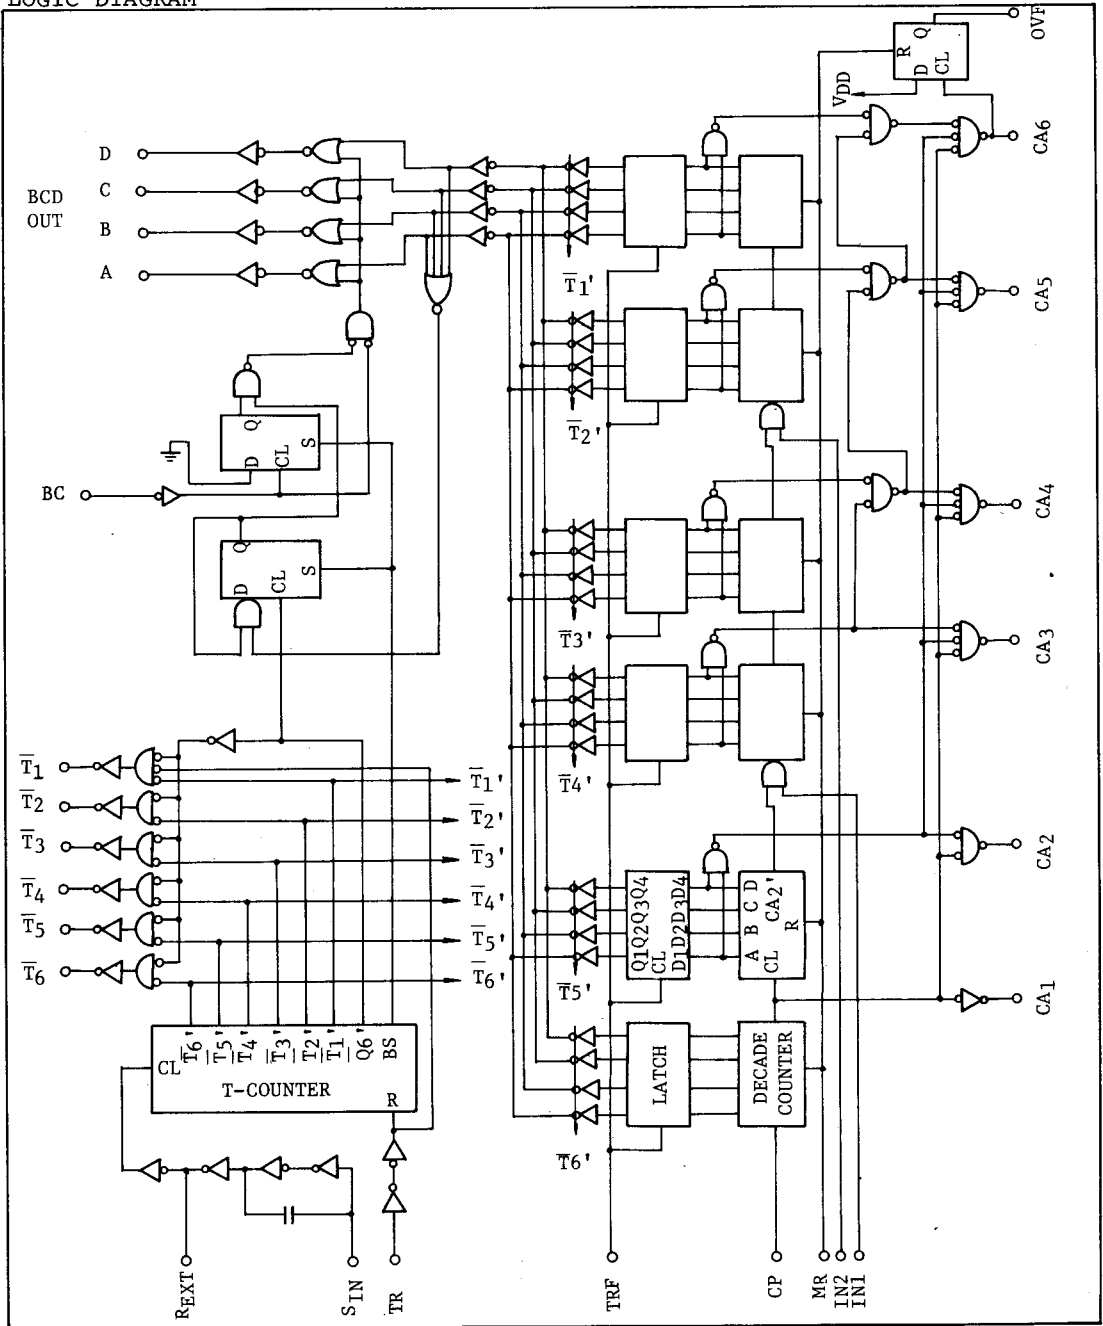 LOGIC DIAGRAM
OVF
Q
R
D
CL
VDD
CA6
D
C
B
A
BCD
OUT
T̅1'
CA5
T̅2'
Q
D
CL
S
BC
CA4
Q
D
CL
S
T̅3'
CA3
T̅1
T̅2
T̅3
T̅4
T̅5
T̅6
T̅1'
T̅2'
T̅3'
T̅4'
T̅5'
T̅6'
T̅4'
CA2
Q1Q2Q3Q4
CL
D1D2D3D4
A B C D
CA2'
CL
R
T̅5'
CA1
CL
T̅6'
T̅5'
T̅4'
T̅3'
T̅2'
T̅1'
Q̅6'
BS
T-COUNTER
R
LATCH
DECADE
COUNTER
T̅6'
REXT
SIN
TR
TRF
CP
MR
IN2
IN1